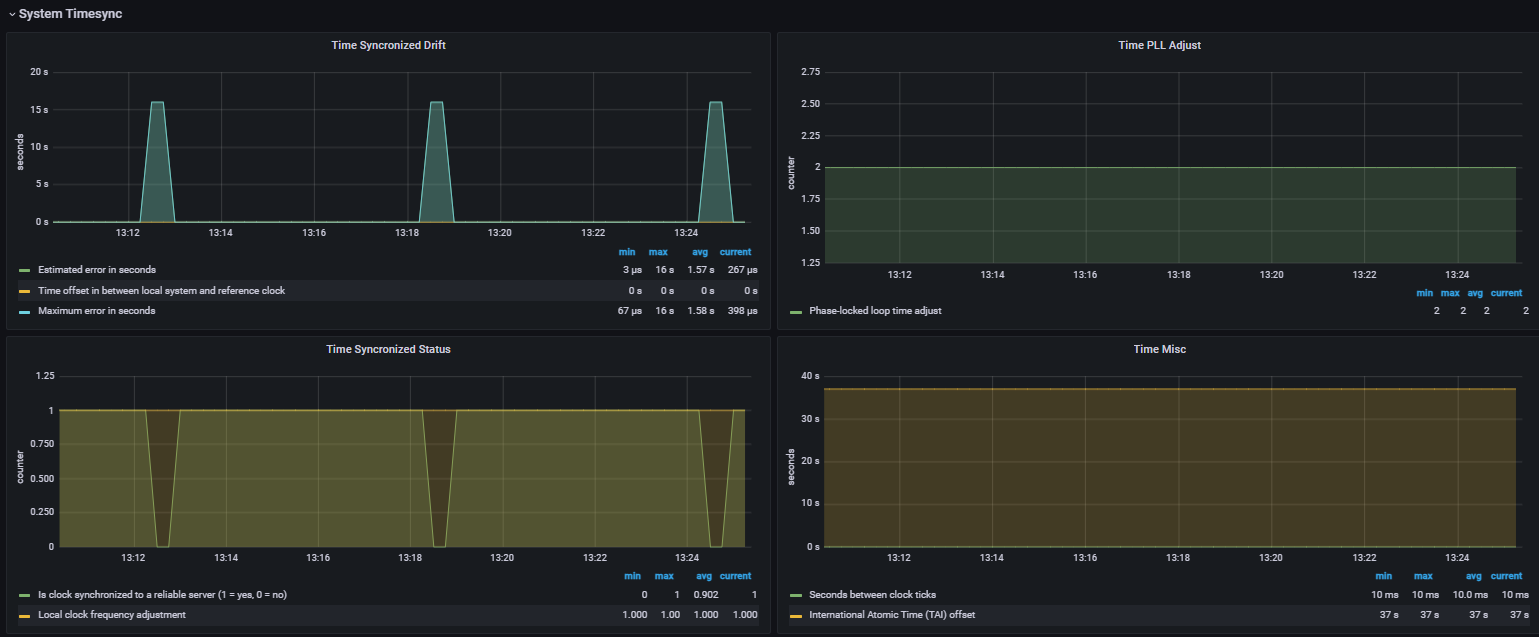 System Timesync
Time Syncronized Drift
20 s
15 s
10 s
5 s
0 s
seconds
13:12 13:14 13:16 13:18 13:20 13:22 13:24
min max avg current
Estimated error in seconds 3 µs 16 s 1.57 s 267 µs
Time offset in between local system and reference clock 0 s 0 s 0 s 0 s
Maximum error in seconds 67 µs 16 s 1.58 s 398 µs
Time PLL Adjust
2.75
2.50
2.25
2
1.75
1.50
1.25
counter
13:12 13:14 13:16 13:18 13:20 13:22 13:24
min max avg current
Phase-locked loop time adjust 2 2 2 2
Time Syncronized Status
1.25
1
0.750
0.500
0.250
0
counter
13:12 13:14 13:16 13:18 13:20 13:22 13:24
min max avg current
Is clock synchronized to a reliable server (1 = yes, 0 = no) 0 1 0.902 1
Local clock frequency adjustment 1.000 1.00 1.000 1.000
Time Misc
40 s
30 s
20 s
10 s
0 s
seconds
13:12 13:14 13:16 13:18 13:20 13:22 13:24
min max avg current
Seconds between clock ticks 10 ms 10 ms 10.0 ms 10 ms
International Atomic Time (TAI) offset 37 s 37 s 37 s 37 s